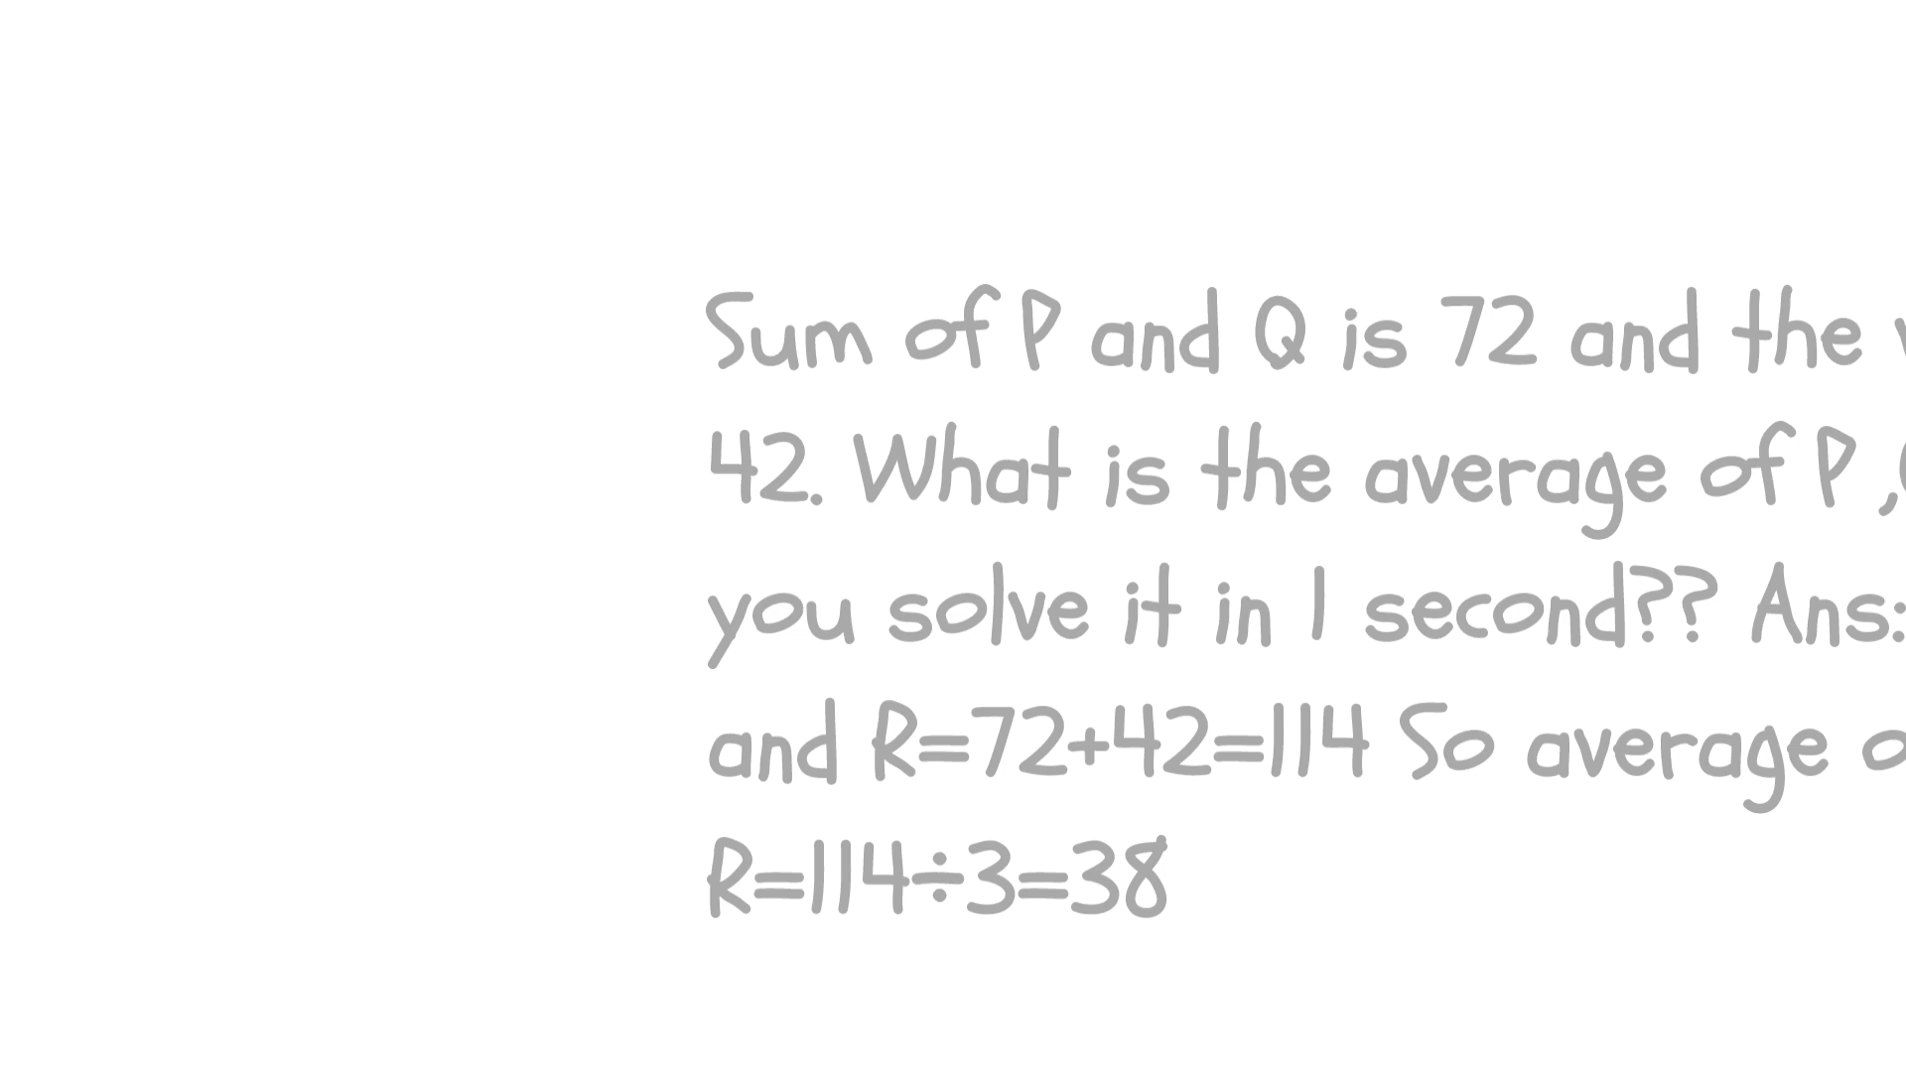 Sum of P and Q is 72 and the
42. What is the average of P ,
you solve it in 1 second?? Ans:
and R=72+42=114 So average
R=114÷3=38